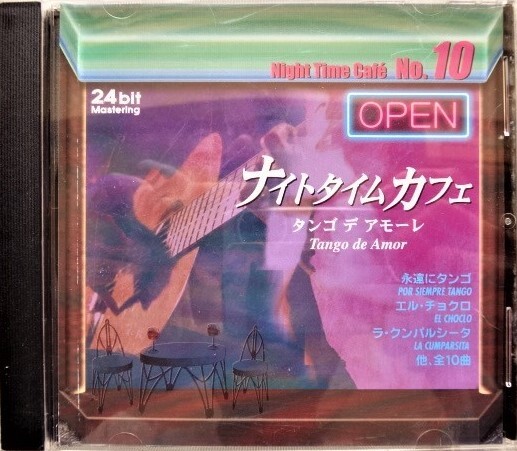 Night Time Café No.10
24bit
Mastering
OPEN
ナイトタイムカフェ
タンゴ デ アモーレ
Tango de Amor
永遠にタンゴ
POR SIEMPRE TANGO
エル・チョクロ
EL CHOCLO
ラ・クンパルシータ
LA CUMPARSITA
他、全10曲